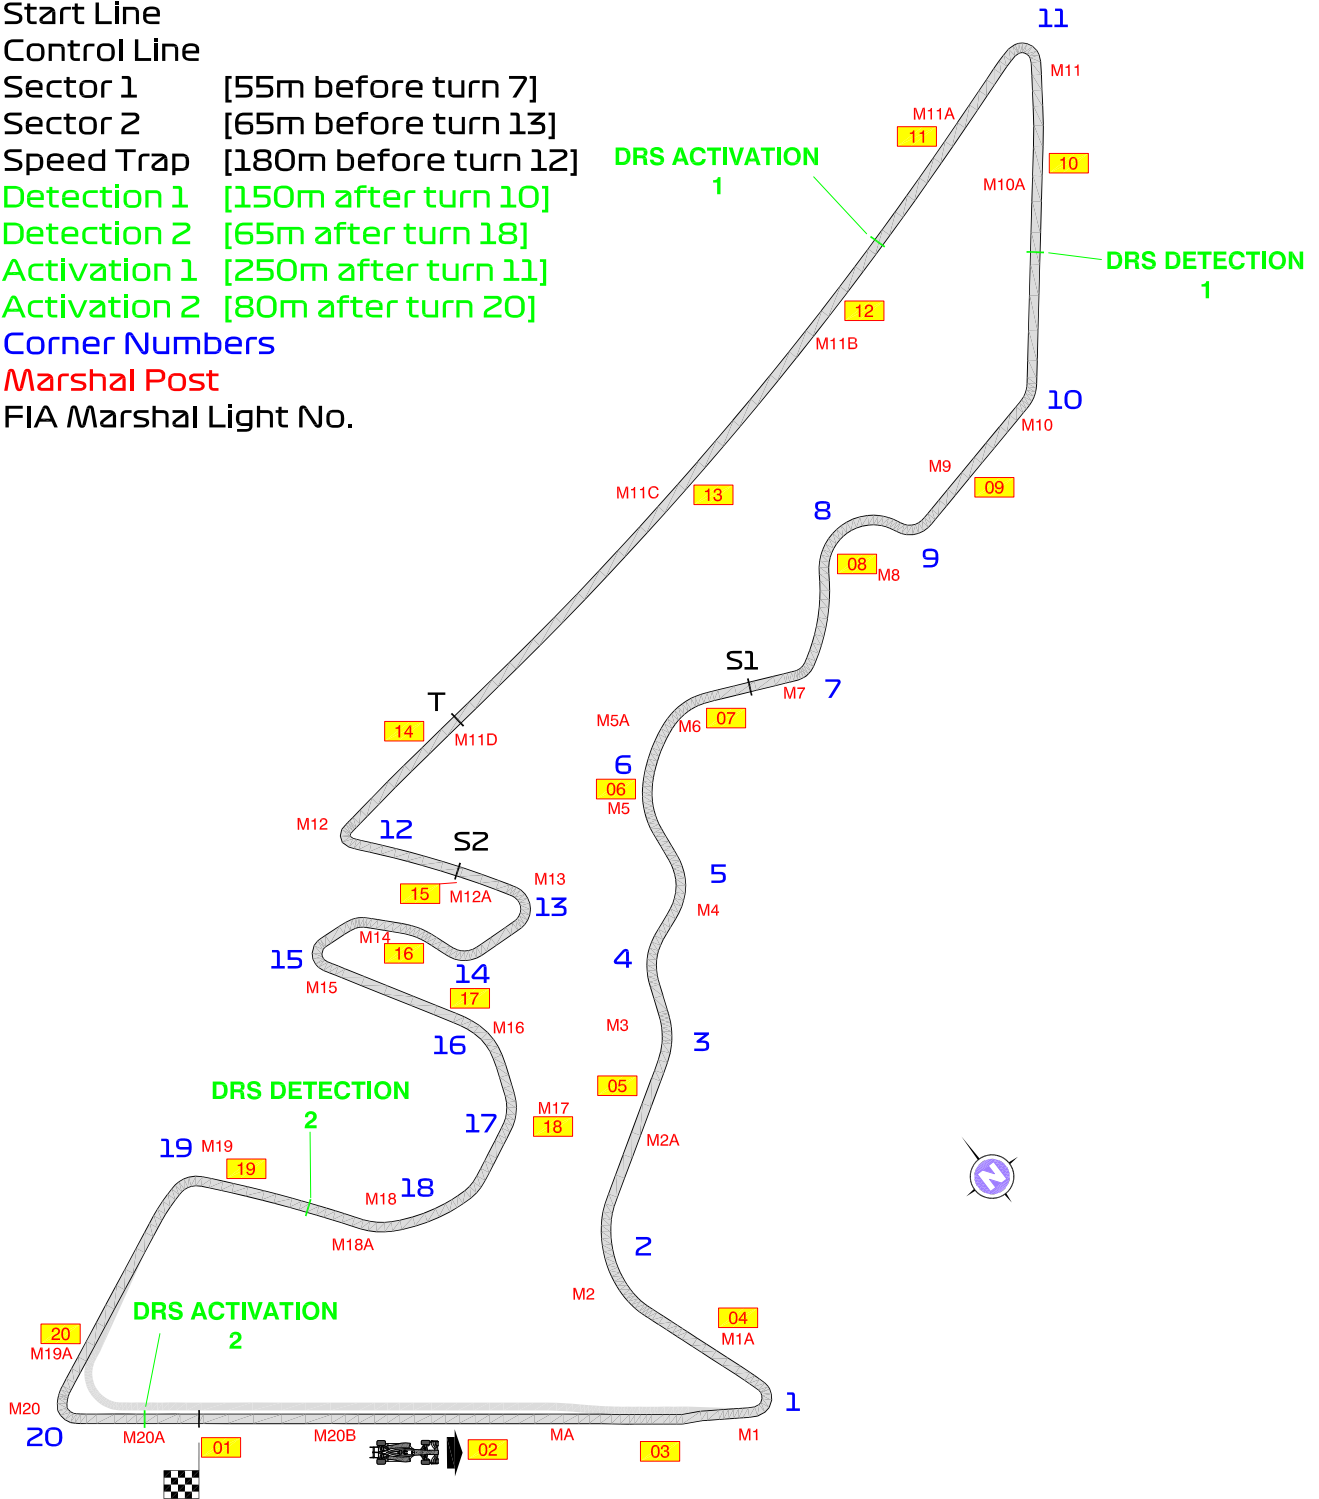 Start Line
Control Line
Sector 1 [55m before turn 7]
Sector 2 [65m before turn 13]
Speed Trap [180m before turn 12]
Detection 1 [150m after turn 10]
Detection 2 [65m after turn 18]
Activation 1 [250m after turn 11]
Activation 2 [80m after turn 20]
Corner Numbers
Marshal Post
FIA Marshal Light No.
11
M11
M11A
11
DRS ACTIVATION
1
10
M10A
DRS DETECTION
1
12
M11B
10
M10
M9
09
M11C
13
8
9
08
M8
S1
7
M7
T
14
M11D
M5A
M6
07
6
06
M5
M12
12
S2
15
M12A
M13
13
5
M4
M14
16
15
14
4
M15
17
M16
16
M3
3
05
DRS DETECTION
2
M17
18
17
M2A
19
M19
19
M18
18
M18A
2
M2
N
DRS ACTIVATION
2
04
M1A
20
M19A
M20
20
M20A
01
M20B
02
MA
03
M1
1